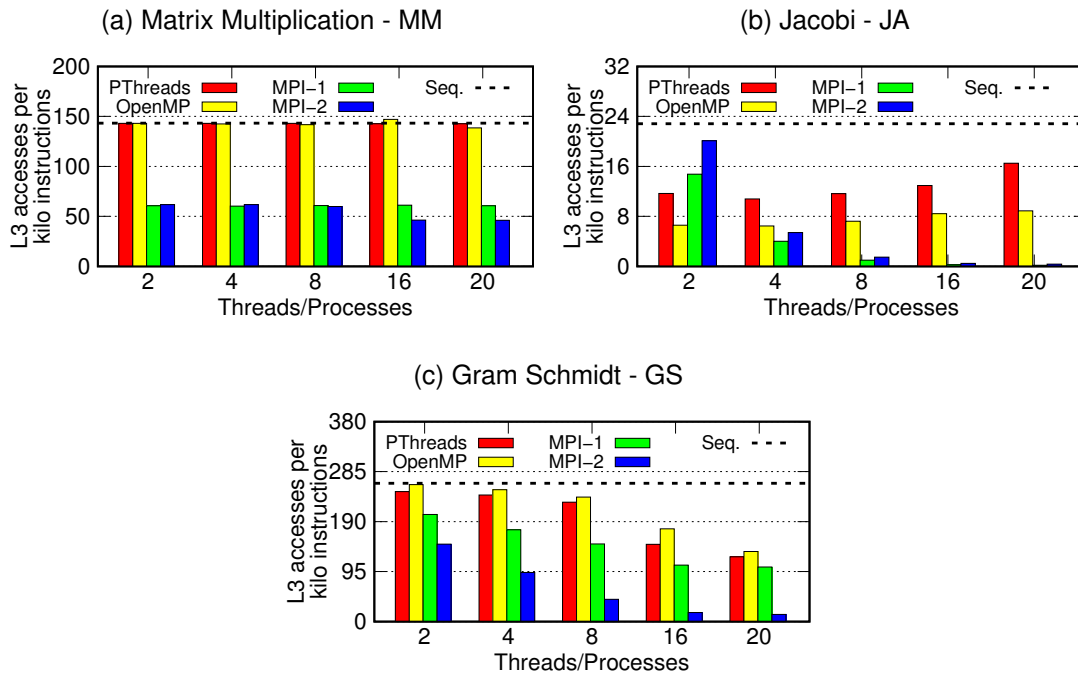 (a) Matrix Multiplication - MM
L3 accesses per
kilo instructions
200
150
100
50
0
PThreads
OpenMP
MPI−1
MPI−2
Seq.
2 4 8 16 20
Threads/Processes
(b) Jacobi - JA
L3 accesses per
kilo instructions
32
24
16
8
0
PThreads
OpenMP
MPI−1
MPI−2
Seq.
2 4 8 16 20
Threads/Processes
(c) Gram Schmidt - GS
L3 accesses per
kilo instructions
380
285
190
95
0
PThreads
OpenMP
MPI−1
MPI−2
Seq.
2 4 8 16 20
Threads/Processes